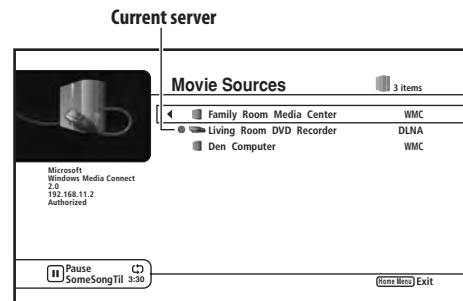 Current server
Movie Sources
3 items
Family Room Media Center WMC
Living Room DVD Recorder DLNA
Den Computer WMC
Microsoft
Windows Media Connect
2.0
192.168.11.2
Authorized
Pause
SomeSongTil 3:30
Home Menu Exit